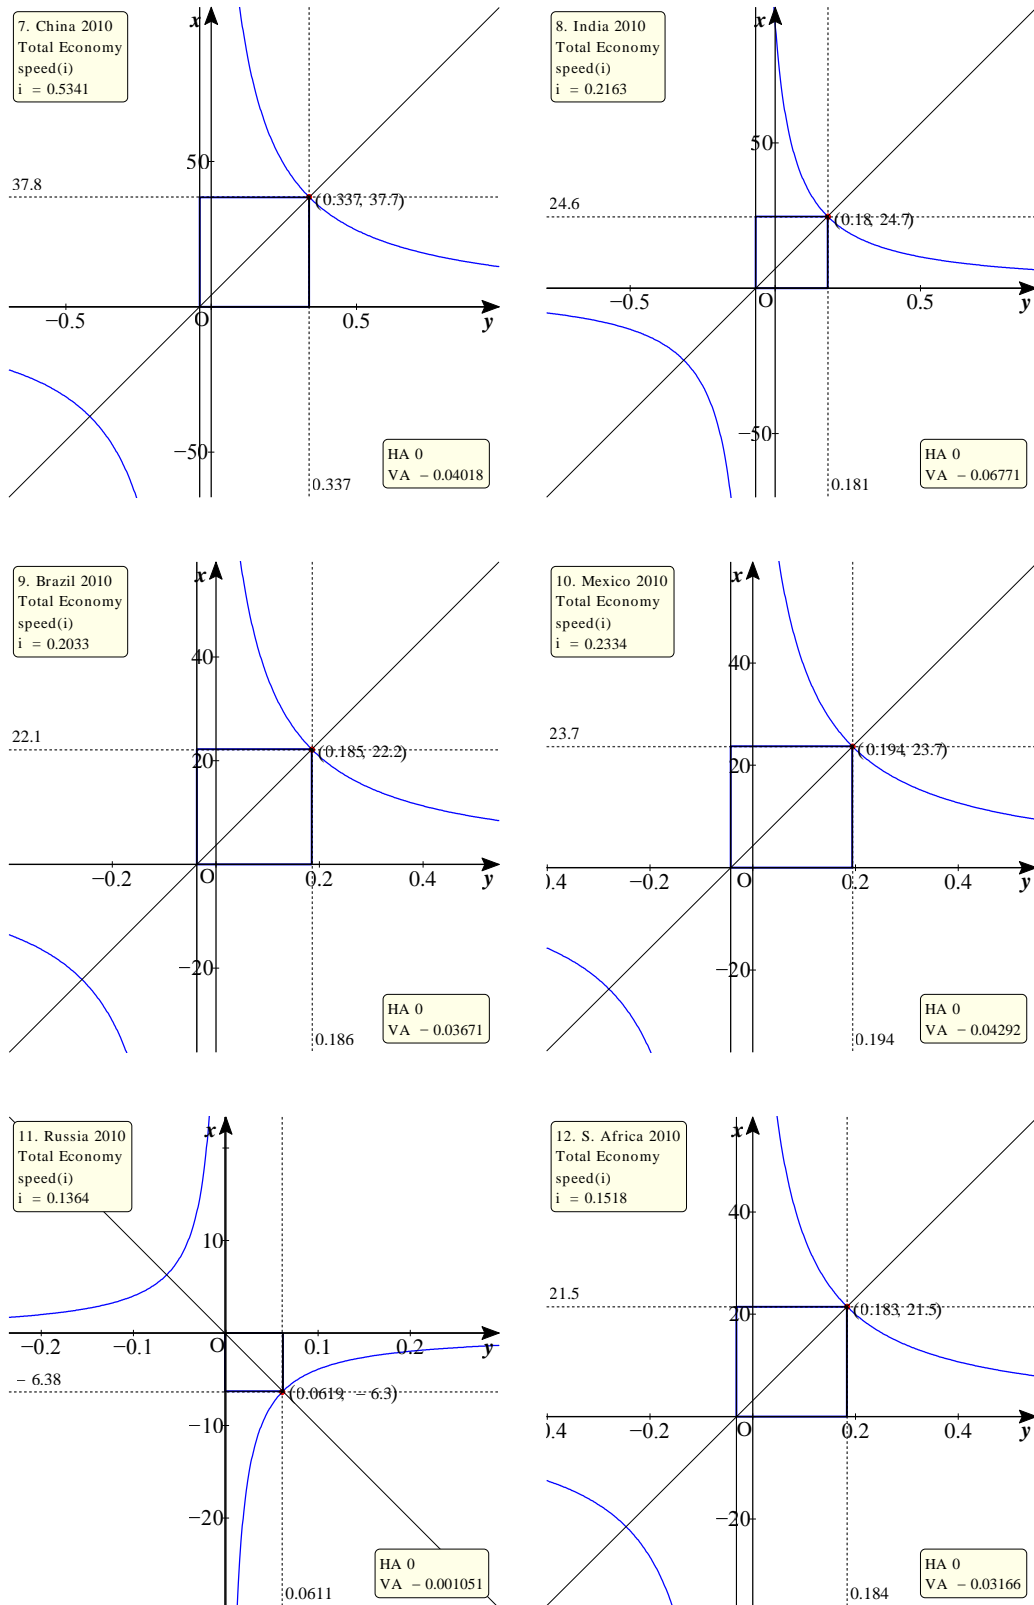 7. China 2010
Total Economy
speed(i)
i = 0.5341
x
50
37.8
(0.337, 37.7)
−0.5
O
0.5
y
−50
HA 0
VA − 0.04018
0.337
8. India 2010
Total Economy
speed(i)
i = 0.2163
x
50
24.6
(0.18, 24.7)
−0.5
O
0.5
y
−50
HA 0
VA − 0.06771
0.181
9. Brazil 2010
Total Economy
speed(i)
i = 0.2033
x
40
22.1
20
(0.185, 22.2)
−0.2
O
0.2
0.4
y
−20
HA 0
VA − 0.03671
0.186
10. Mexico 2010
Total Economy
speed(i)
i = 0.2334
x
40
23.7
20
(0.194, 23.7)
0.4
−0.2
O
0.2
0.4
y
−20
HA 0
VA − 0.04292
0.194
11. Russia 2010
Total Economy
speed(i)
i = 0.1364
x
10
−0.2
−0.1
O
0.1
0.2
y
− 6.38
(0.0619, − 6.3)
−10
−20
HA 0
VA − 0.001051
0.0611
12. S. Africa 2010
Total Economy
speed(i)
i = 0.1518
x
40
21.5
20
(0.183, 21.5)
0.4
−0.2
O
0.2
0.4
y
−20
HA 0
VA − 0.03166
0.184